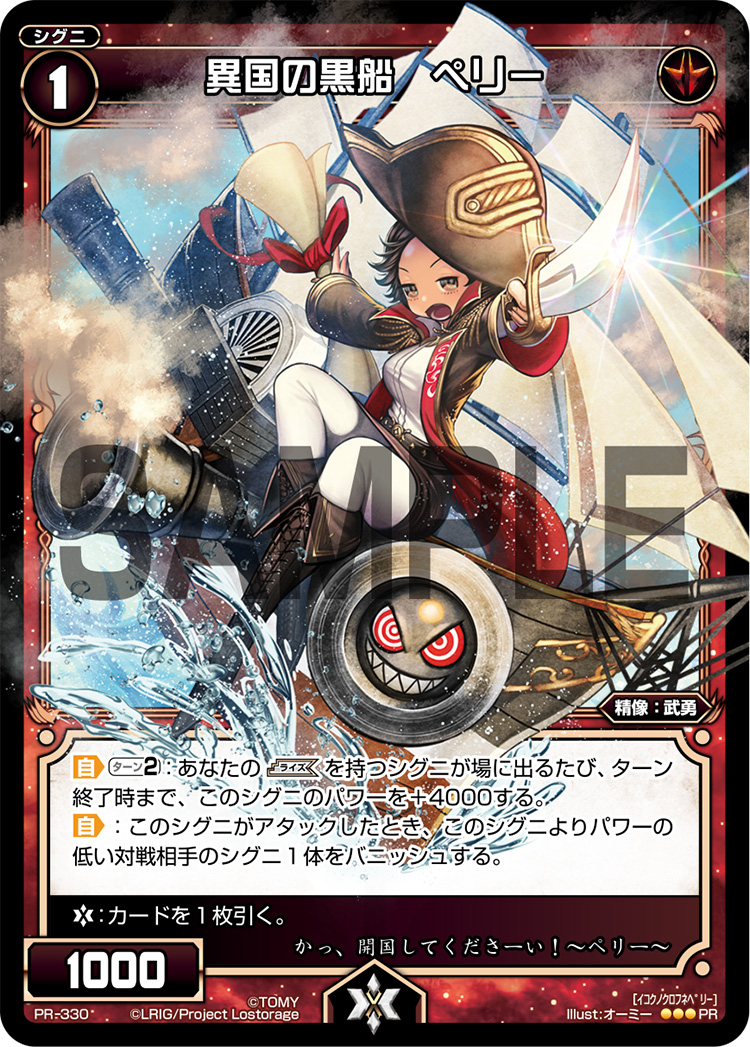 シグニ
1
異国の黒船　ペリー
SAMPLE
精像：武勇
自 ターン2：あなたの ライズ を持つシグニが場に出るたび、ターン
終了時まで、このシグニのパワーを＋4000する。
自 ：このシグニがアタックしたとき、このシグニよりパワーの
低い対戦相手のシグニ１体をバニッシュする。
：カードを１枚引く。
かっ、開国してくださーい！～ペリー～
1000
©TOMY
[イコクノクロフネペリー]
PR-330
©LRIG/Project Lostorage
Illust:オーミー
PR